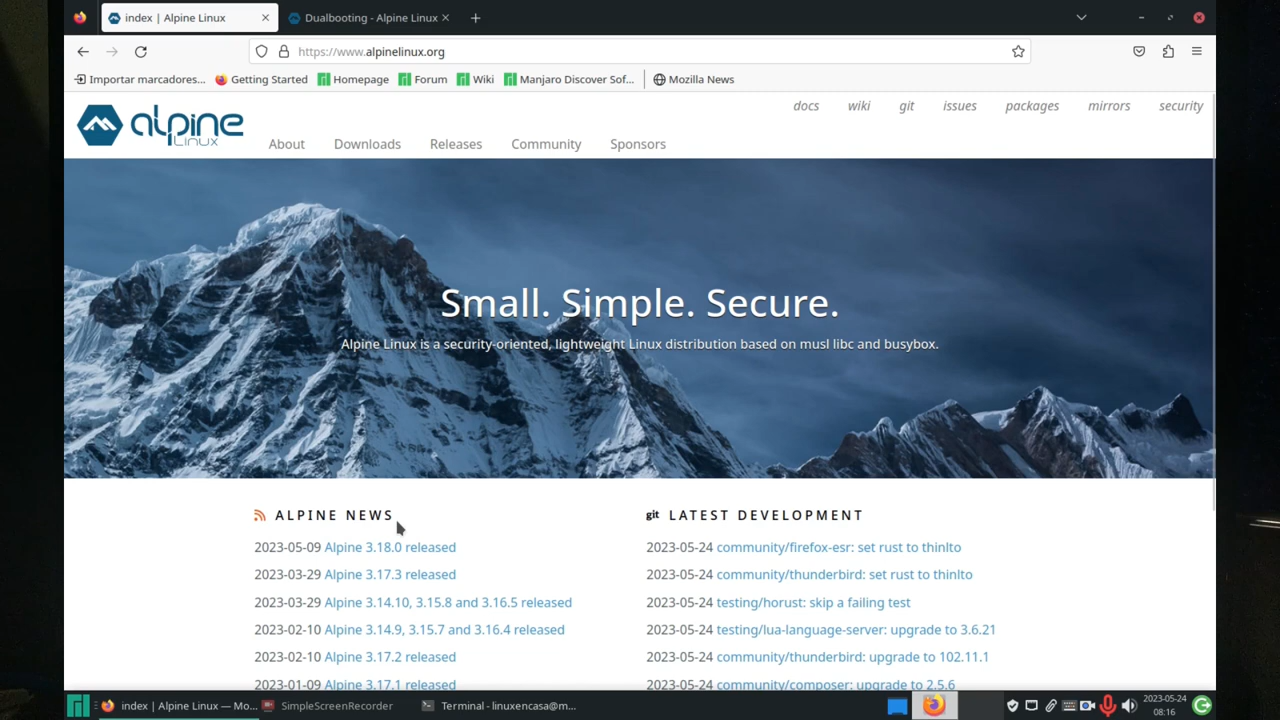 index | Alpine Linux
Dualbooting - Alpine Linux
https://www.alpinelinux.org
Importar marcadores...
Getting Started
Homepage
Forum
Wiki
Manjaro Discover Sof...
Mozilla News
docs
wiki
git
issues
packages
mirrors
security
alpine
Linux
About
Downloads
Releases
Community
Sponsors
Small. Simple. Secure.
Alpine Linux is a security-oriented, lightweight Linux distribution based on musl libc and busybox.
ALPINE NEWS
2023-05-09 Alpine 3.18.0 released
2023-03-29 Alpine 3.17.3 released
2023-03-29 Alpine 3.14.10, 3.15.8 and 3.16.5 released
2023-02-10 Alpine 3.14.9, 3.15.7 and 3.16.4 released
2023-02-10 Alpine 3.17.2 released
2023-01-09 Alpine 3.17.1 released
git LATEST DEVELOPMENT
2023-05-24 community/firefox-esr: set rust to thinlto
2023-05-24 community/thunderbird: set rust to thinlto
2023-05-24 testing/horust: skip a failing test
2023-05-24 testing/lua-language-server: upgrade to 3.6.21
2023-05-24 community/thunderbird: upgrade to 102.11.1
2023-05-24 community/composer: upgrade to 2.5.6
index | Alpine Linux — Mo...
SimpleScreenRecorder
Terminal - linuxencasa@m...
2023-05-24
08:16